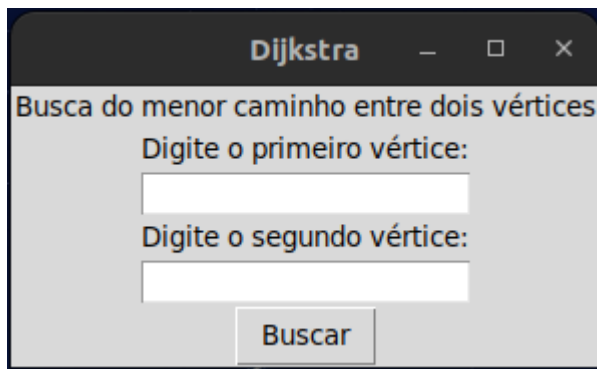 Dijkstra
Busca do menor caminho entre dois vértices
Digite o primeiro vértice:
Digite o segundo vértice:
Buscar